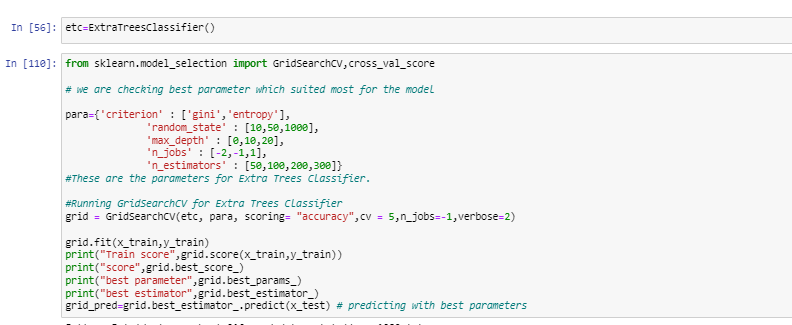 In [56]: etc=ExtraTreesClassifier()
In [110]: from sklearn.model_selection import GridSearchCV,cross_val_score
# we are checking best parameter which suited most for the model
para={'criterion' : ['gini','entropy'],
'random_state' : [10,50,1000],
'max_depth' : [0,10,20],
'n_jobs' : [-2,-1,1],
'n_estimators' : [50,100,200,300]}
#These are the parameters for Extra Trees Classifier.
#Running GridSearchCV for Extra Trees Classifier
grid = GridSearchCV(etc, para, scoring= "accuracy",cv = 5,n_jobs=-1,verbose=2)
grid.fit(x_train,y_train)
print("Train score",grid.score(x_train,y_train))
print("score",grid.best_score_)
print("best parameter",grid.best_params_)
print("best estimator",grid.best_estimator_)
grid_pred=grid.best_estimator_.predict(x_test) # predicting with best parameters